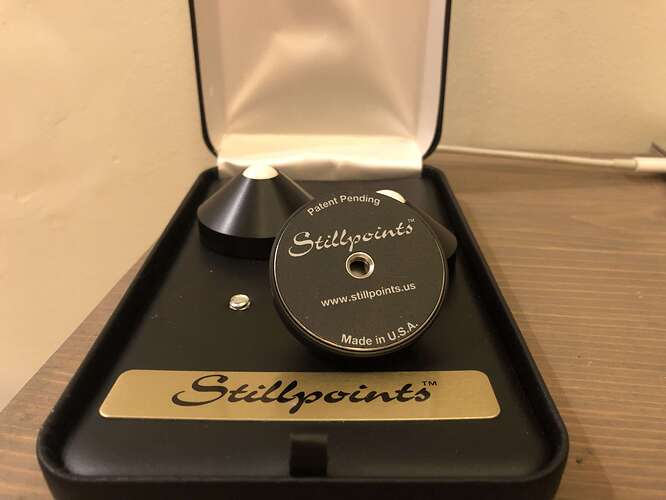 Patent Pending
Stillpoints™
www.stillpoints.us
Made in U.S.A.
Stillpoints™